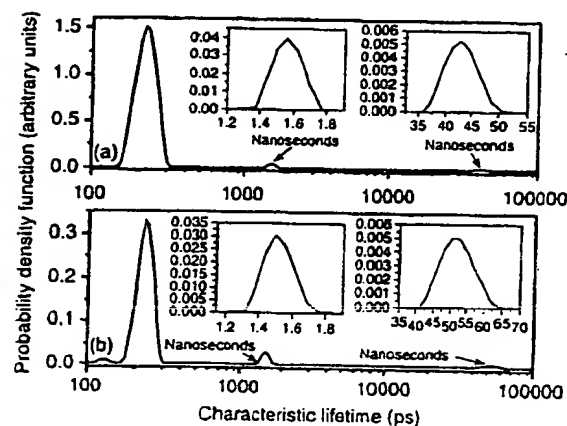 Probability density function (arbitrary units)
1.5
1.0
0.5
0.0
(a)
0.04
0.03
0.02
0.01
0.00
1.2 1.4 1.6 1.8
Nanoseconds
0.006
0.005
0.004
0.003
0.002
0.001
0.000
35 40 45 50 55
Nanoseconds
100 1000 10000 100000
0.3
0.2
0.1
0.0
(b)
0.035
0.030
0.025
0.020
0.015
0.010
0.005
0.000
1.2 1.4 1.6 1.8
Nanoseconds
0.006
0.005
0.004
0.003
0.002
0.001
0.000
35 40 45 50 55 60 65 70
Nanoseconds
100 1000 10000 100000
Characteristic lifetime (ps)